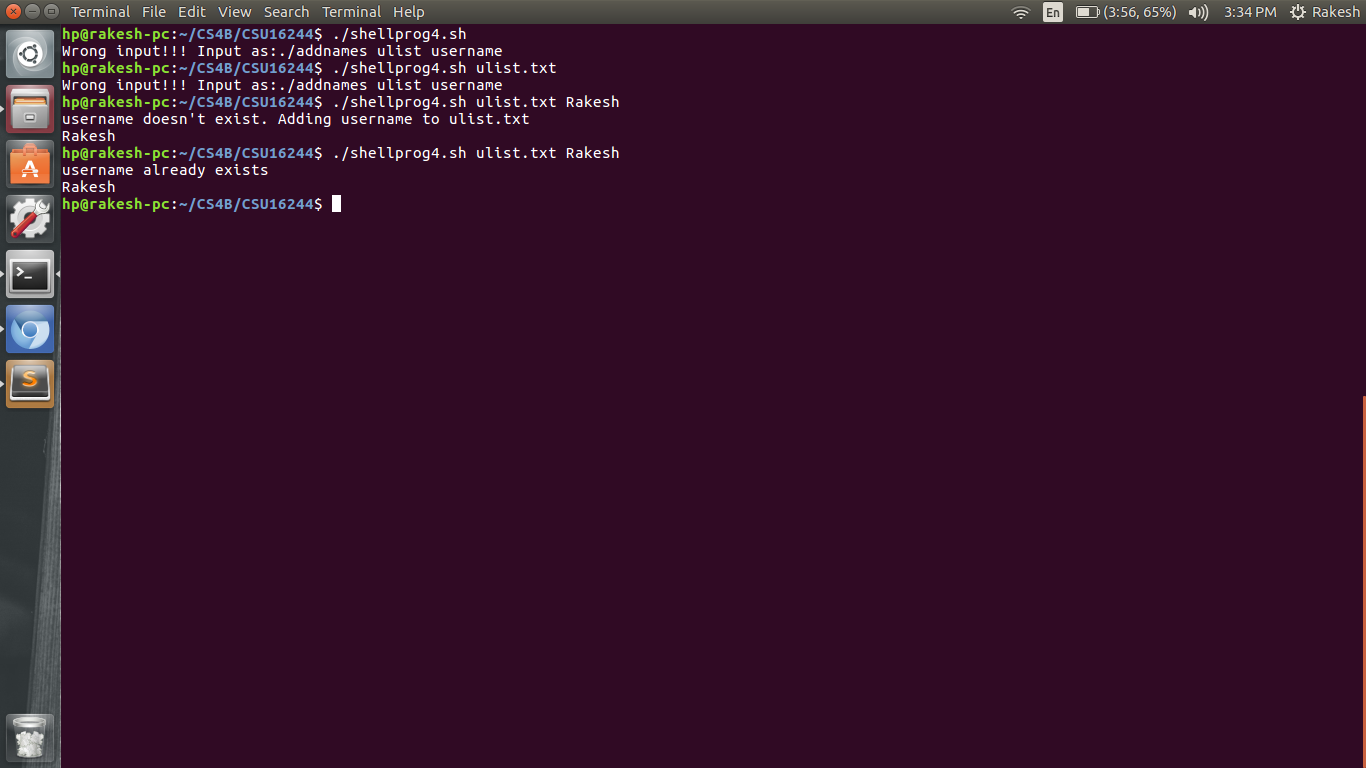 Terminal File Edit View Search Terminal Help En (3:56, 65%) 3:34 PM Rakesh
hp@rakesh-pc:~/CS4B/CSU16244$ ./shellprog4.sh
Wrong input!!! Input as:./addnames ulist username
hp@rakesh-pc:~/CS4B/CSU16244$ ./shellprog4.sh ulist.txt
Wrong input!!! Input as:./addnames ulist username
hp@rakesh-pc:~/CS4B/CSU16244$ ./shellprog4.sh ulist.txt Rakesh
username doesn't exist. Adding username to ulist.txt
Rakesh
hp@rakesh-pc:~/CS4B/CSU16244$ ./shellprog4.sh ulist.txt Rakesh
username already exists
Rakesh
hp@rakesh-pc:~/CS4B/CSU16244$